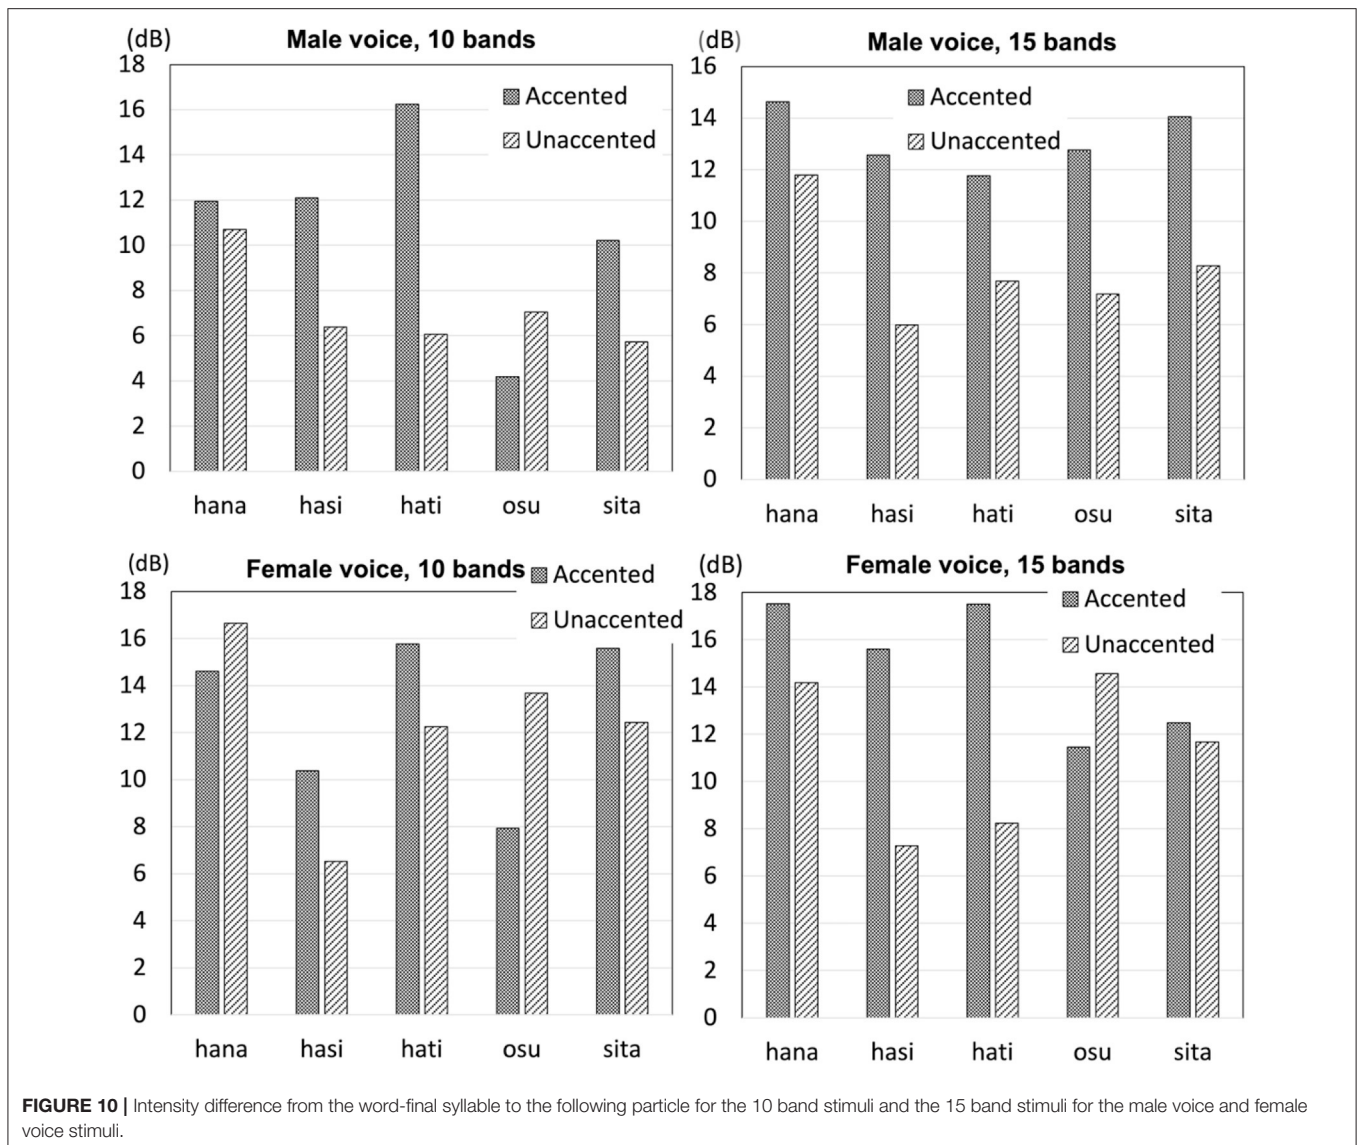 (dB) Male voice, 10 bands
18
16
14
12
10
8
6
4
2
0
Accented
Unaccented
hana hasi hati osu sita
(dB) Male voice, 15 bands
16
14
12
10
8
6
4
2
0
Accented
Unaccented
hana hasi hati osu sita
(dB) Female voice, 10 bands
18
16
14
12
10
8
6
4
2
0
Accented
Unaccented
hana hasi hati osu sita
(dB) Female voice, 15 bands
18
16
14
12
10
8
6
4
2
0
Accented
Unaccented
hana hasi hati osu sita
FIGURE 10 | Intensity difference from the word-final syllable to the following particle for the 10 band stimuli and the 15 band stimuli for the male voice and female
voice stimuli.